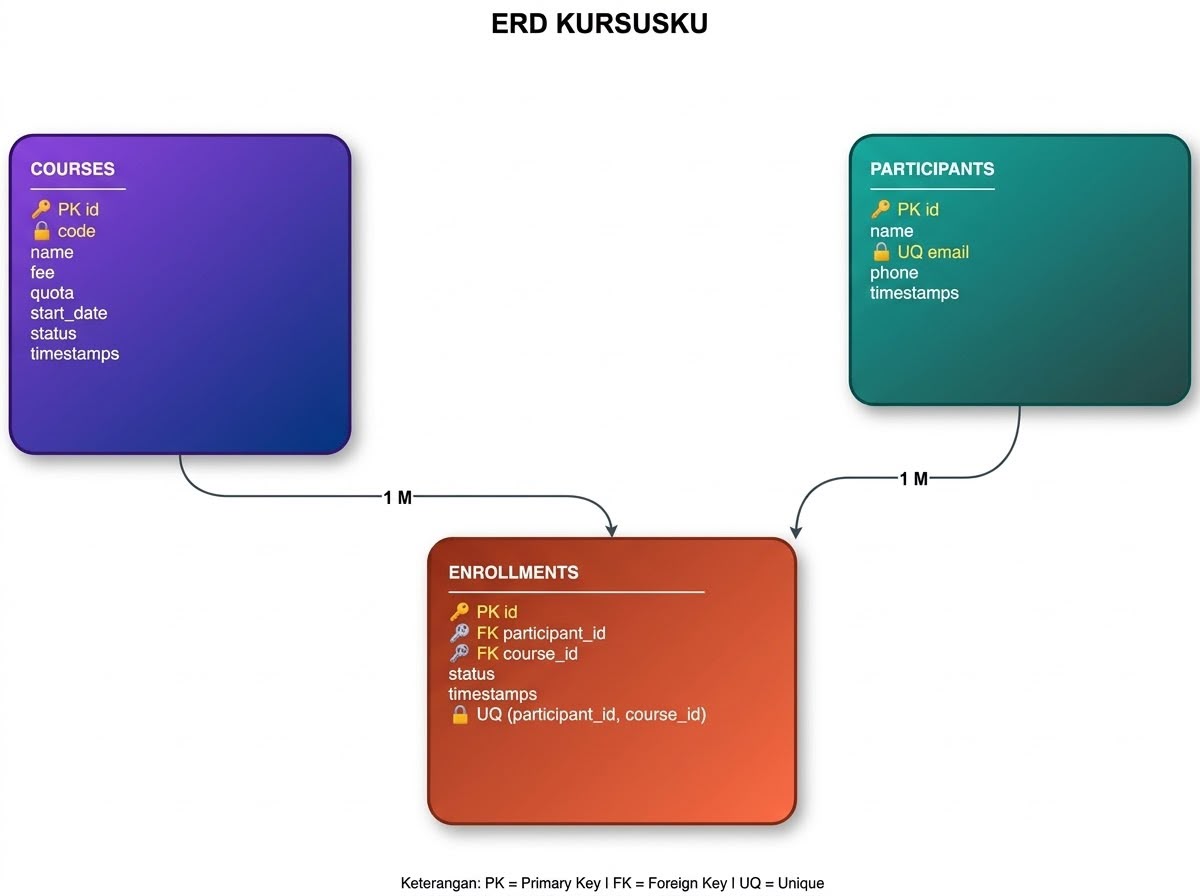 ERD KURSUSKU
COURSES
PK id
code
name
fee
quota
start_date
status
timestamps
PARTICIPANTS
PK id
name
UQ email
phone
timestamps
1 M
1 M
ENROLLMENTS
PK id
FK participant_id
FK course_id
status
timestamps
UQ (participant_id, course_id)
Keterangan: PK = Primary Key I FK = Foreign Key I UQ = Unique